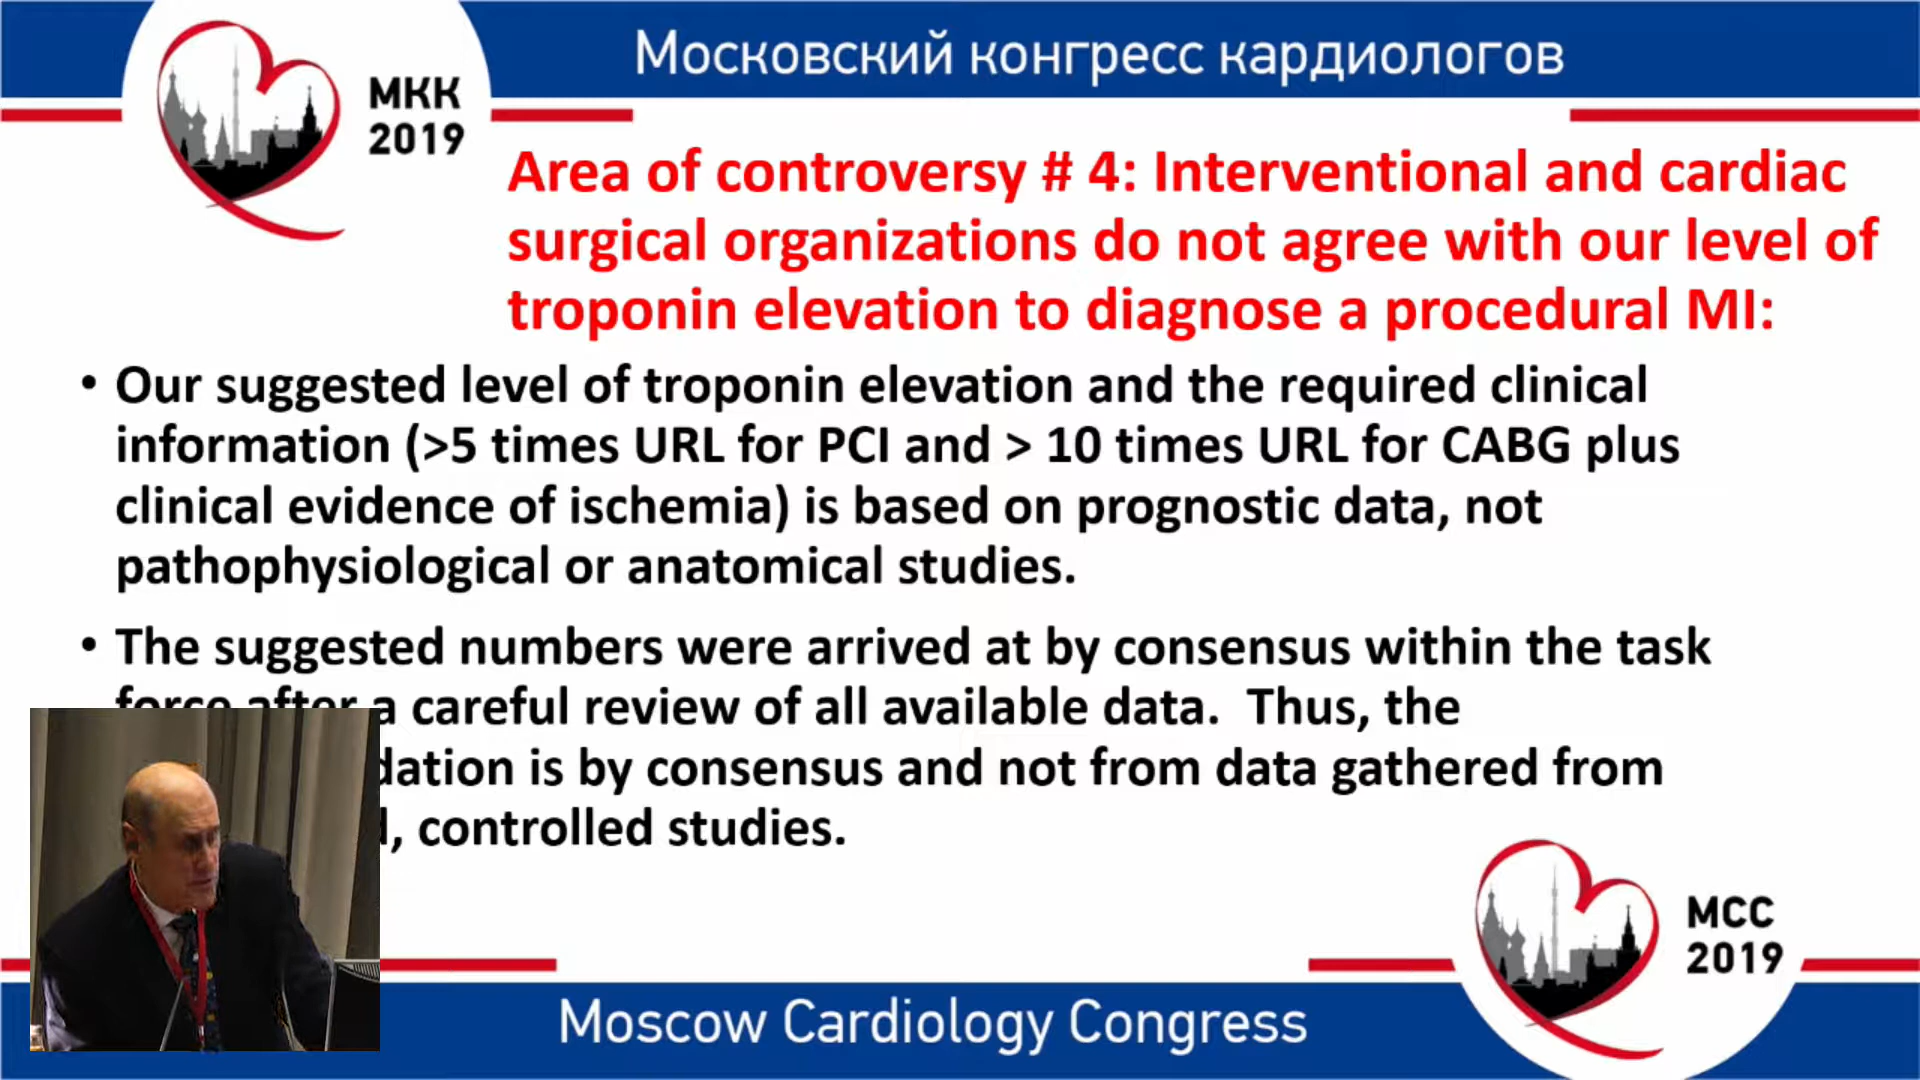 Московский конгресс кардиологов
МКК
2019
Area of controversy # 4: Interventional and cardiac
surgical organizations do not agree with our level of
troponin elevation to diagnose a procedural MI:
• Our suggested level of troponin elevation and the required clinical
information (>5 times URL for PCI and > 10 times URL for CABG plus
clinical evidence of ischemia) is based on prognostic data, not
pathophysiological or anatomical studies.
• The suggested numbers were arrived at by consensus within the task
force after a careful review of all available data. Thus, the
dation is by consensus and not from data gathered from
, controlled studies.
MCC
2019
Moscow Cardiology Congress